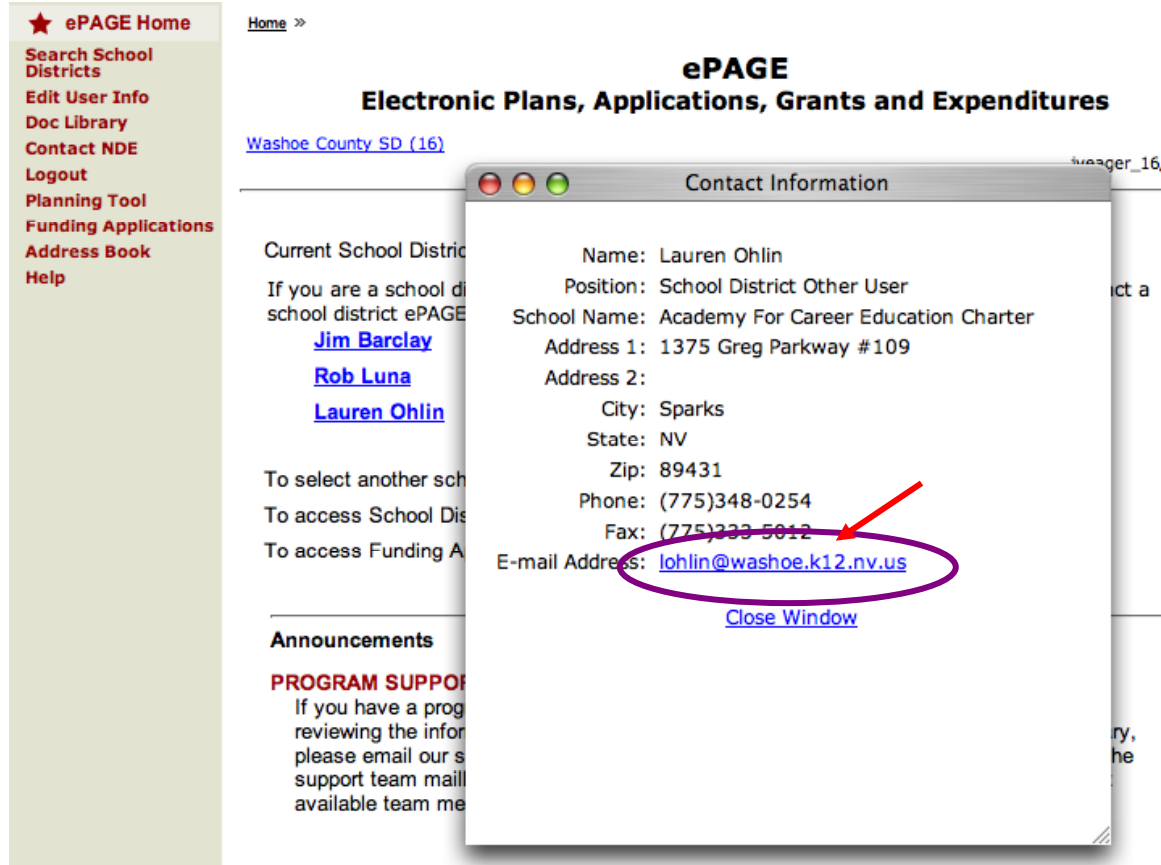 ePAGE Home
Search School
Districts
Edit User Info
Doc Library
Contact NDE
Logout
Planning Tool
Funding Applications
Address Book
Help
Home »
ePAGE
Electronic Plans, Applications, Grants and Expenditures
Washoe County SD (16)
Current School Distric
If you are a school di
school district ePAGE
Jim Barclay
Rob Luna
Lauren Ohlin
To select another sch
To access School Dis
To access Funding A
Announcements
PROGRAM SUPPOR
If you have a prog
reviewing the infor
please email our s
support team mail
available team me
Contact Information
Name: Lauren Ohlin
Position: School District Other User
School Name: Academy For Career Education Charter
Address 1: 1375 Greg Parkway #109
Address 2:
City: Sparks
State: NV
Zip: 89431
Phone: (775)348-0254
Fax: (775)333-5012
E-mail Address: lohlin@washoe.k12.nv.us
Close Window
ct a
ry,
he